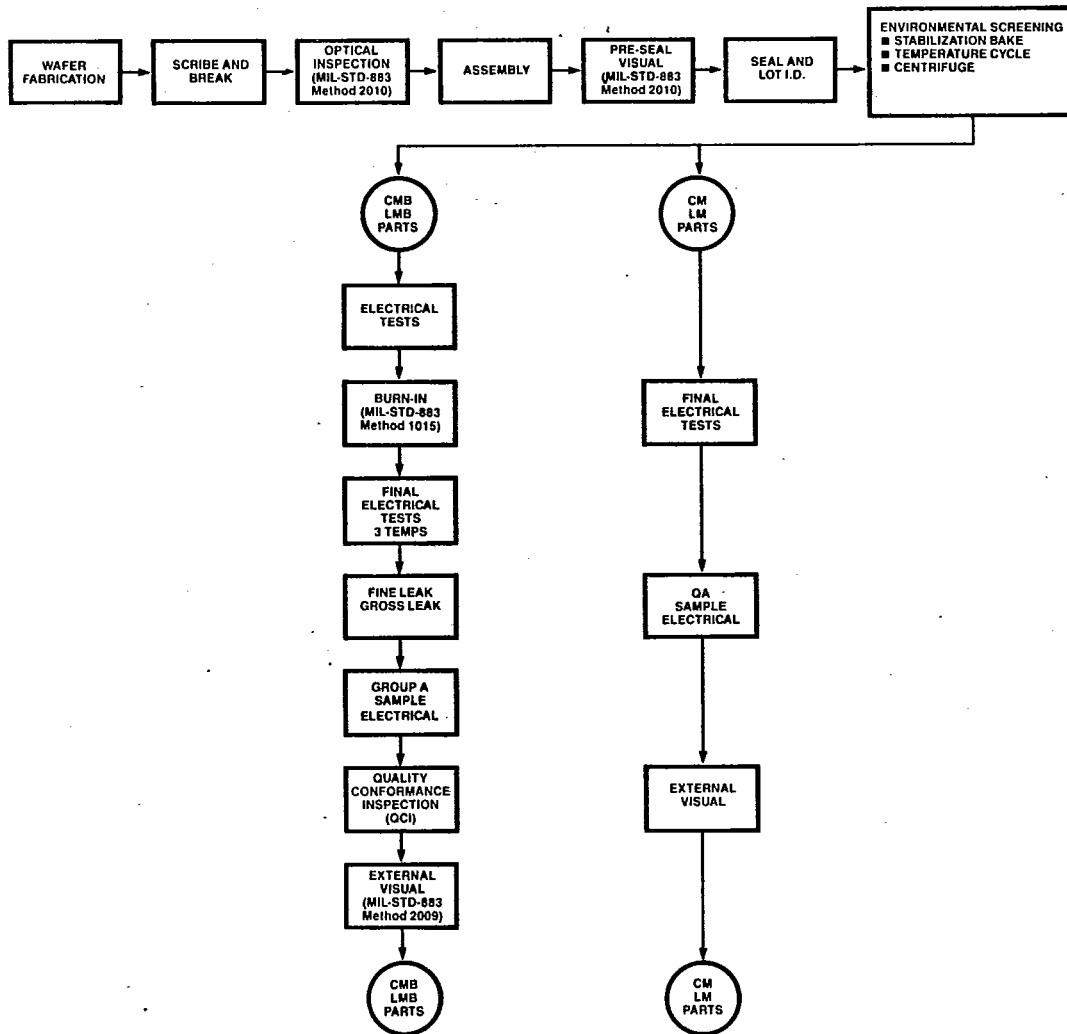 WAFER
FABRICATION
SCRIBE AND
BREAK
OPTICAL
INSPECTION
(MIL-STD-883
Method 2010)
ASSEMBLY
PRE-SEAL
VISUAL
(MIL-STD-883
Method 2010)
SEAL AND
LOT I.D.
ENVIRONMENTAL SCREENING
■ STABILIZATION BAKE
■ TEMPERATURE CYCLE
■ CENTRIFUGE
CMB
LMB
PARTS
ELECTRICAL
TESTS
BURN-IN
(MIL-STD-883
Method 1015)
FINAL
ELECTRICAL
TESTS
3 TEMPS
FINE LEAK
GROSS LEAK
GROUP A
SAMPLE
ELECTRICAL
QUALITY
CONFORMANCE
INSPECTION
(QCI)
EXTERNAL
VISUAL
(MIL-STD-883
Method 2009)
CMB
LMB
PARTS
CM
LM
PARTS
FINAL
ELECTRICAL
TESTS
QA
SAMPLE
ELECTRICAL
EXTERNAL
VISUAL
CM
LM
PARTS